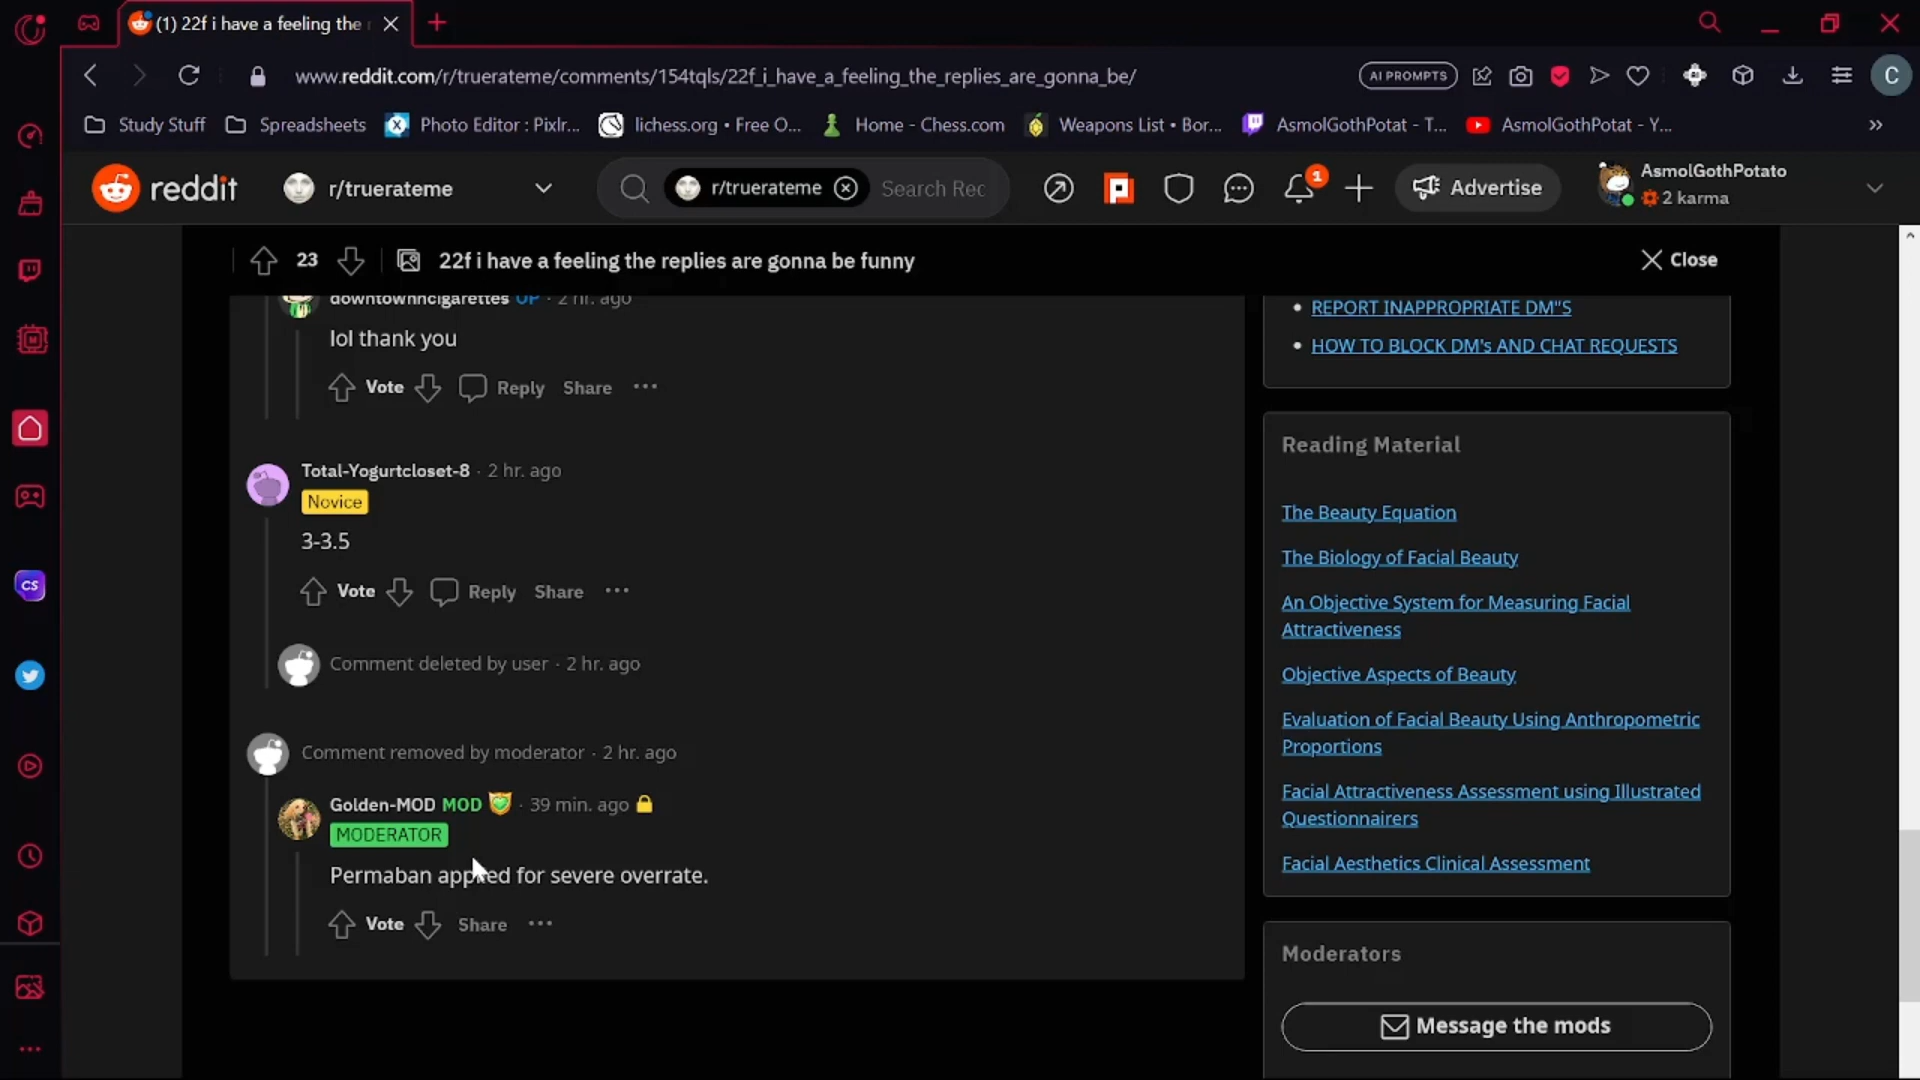 (1) 22f i have a feeling the
www.reddit.com/r/truerateme/comments/154tqls/22f_i_have_a_feeling_the_replies_are_gonna_be/
AI PROMPTS
C
Study Stuff
Spreadsheets
Photo Editor : Pixlr...
lichess.org • Free O...
Home - Chess.com
Weapons List • Bor...
AsmolGothPotat - T...
AsmolGothPotat - Y...
reddit
r/truerateme
r/truerateme
Search Rec
1
Advertise
AsmolGothPotato
2 karma
23
22f i have a feeling the replies are gonna be funny
Close
downtownncigarettes OP · 2 hr. ago
lol thank you
Vote
Reply
Share
Total-Yogurtcloset-8 · 2 hr. ago
Novice
3-3.5
Vote
Reply
Share
Comment deleted by user · 2 hr. ago
Comment removed by moderator · 2 hr. ago
Golden-MOD MOD · 39 min. ago
MODERATOR
Permaban applied for severe overrate.
Vote
Share
REPORT INAPPROPRIATE DM"S
HOW TO BLOCK DM's AND CHAT REQUESTS
Reading Material
The Beauty Equation
The Biology of Facial Beauty
An Objective System for Measuring Facial
Attractiveness
Objective Aspects of Beauty
Evaluation of Facial Beauty Using Anthropometric
Proportions
Facial Attractiveness Assessment using Illustrated
Questionnairers
Facial Aesthetics Clinical Assessment
Moderators
Message the mods
CS